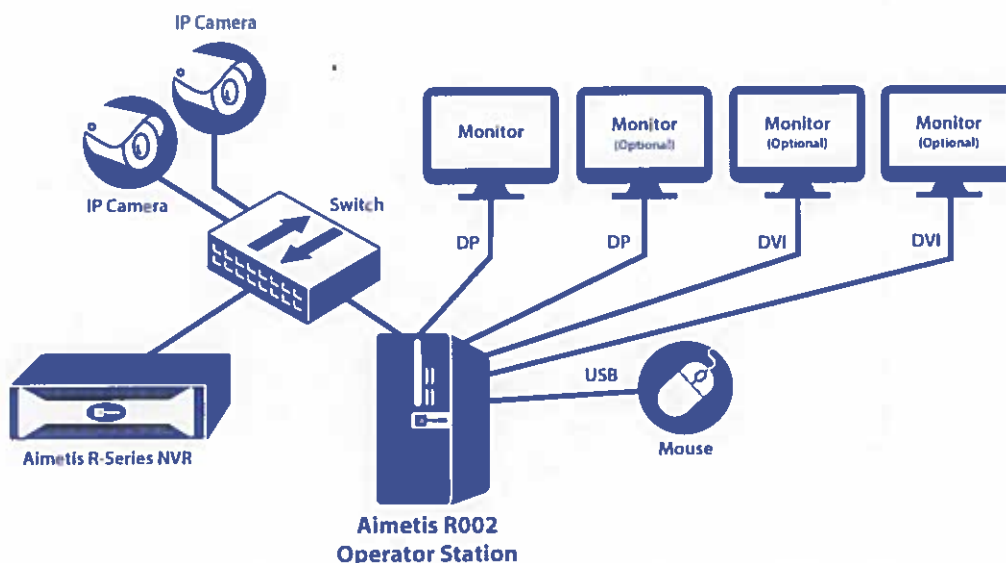 IP Camera
IP Camera
Switch
Monitor
Monitor
(Optional)
Monitor
(Optional)
Monitor
(Optional)
DP
DP
DVI
DVI
USB
Mouse
Aimetis R-Series NVR
Aimetis R002
Operator Station